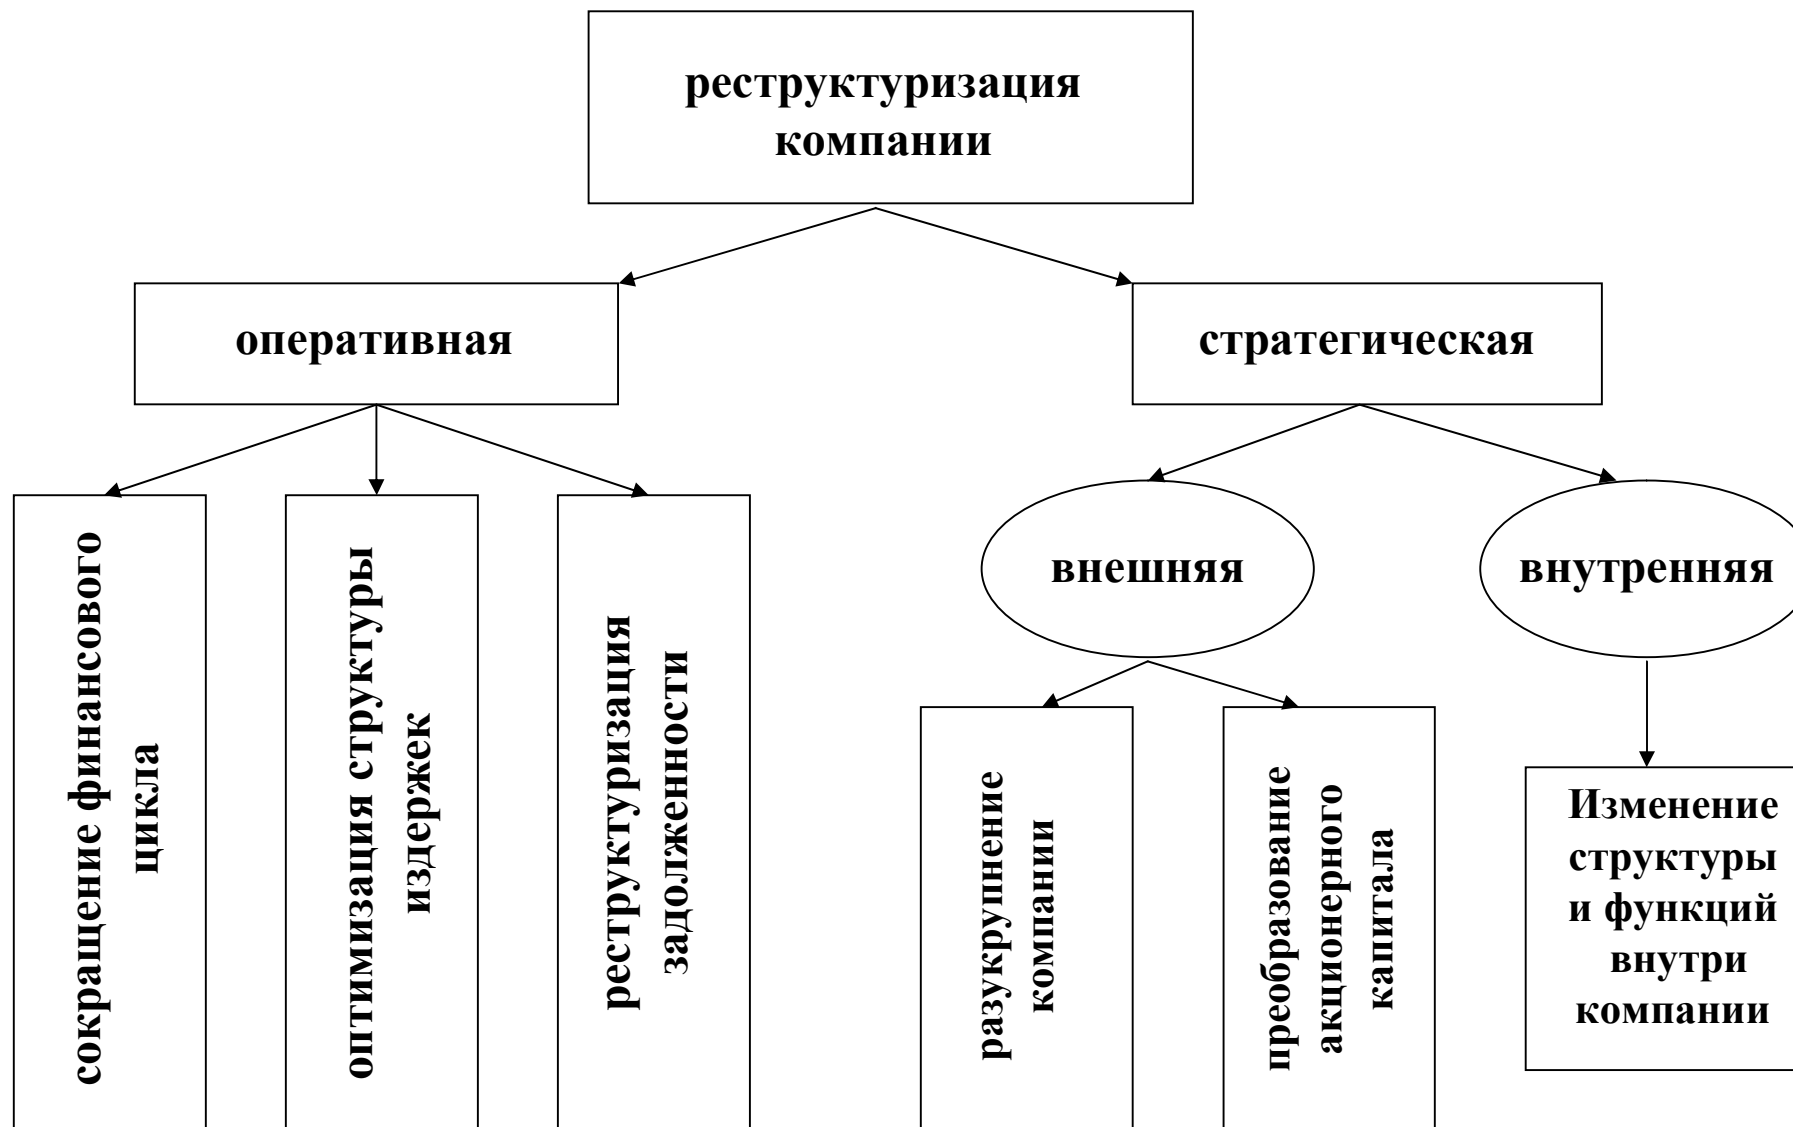 реструктуризация
компании
оперативная
стратегическая
сокращение финансового
цикла
оптимизация структуры
издержек
реструктуризация
задолженности
внешняя
внутренняя
разукрупнение
компании
преобразование
акционерного
капитала
Изменение
структуры
и функций
внутри
компании